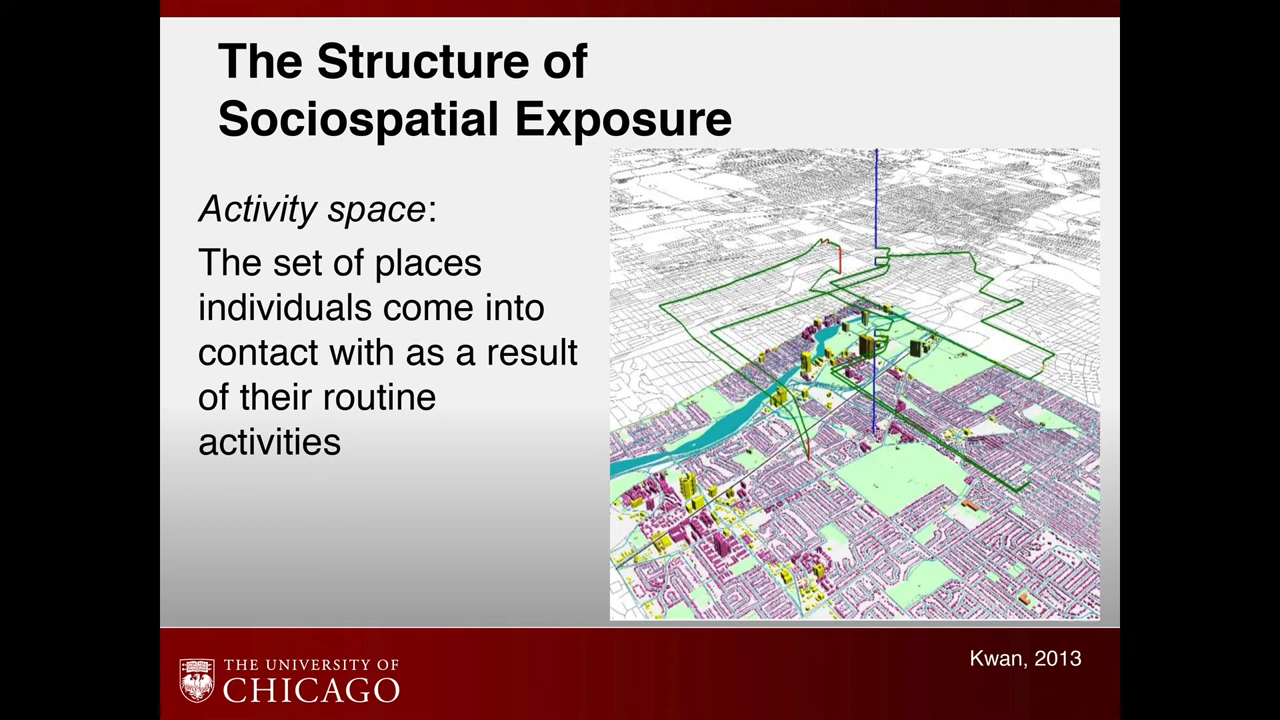 The Structure of
Sociospatial Exposure
Activity space:
The set of places
individuals come into
contact with as a result
of their routine
activities
THE UNIVERSITY OF
CHICAGO
Kwan, 2013